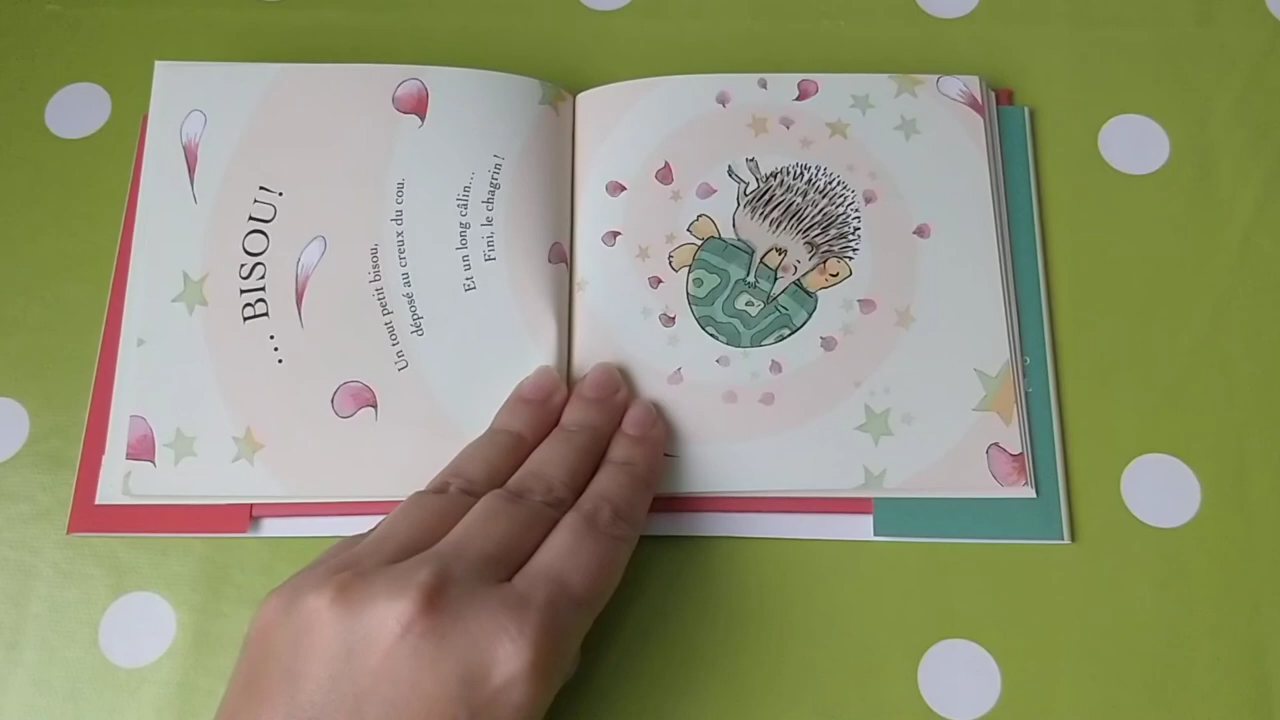 ... BISOU!
Un tout petit bisou,
déposé au creux du cou.
Et un long câlin...
Fini, le chagrin !